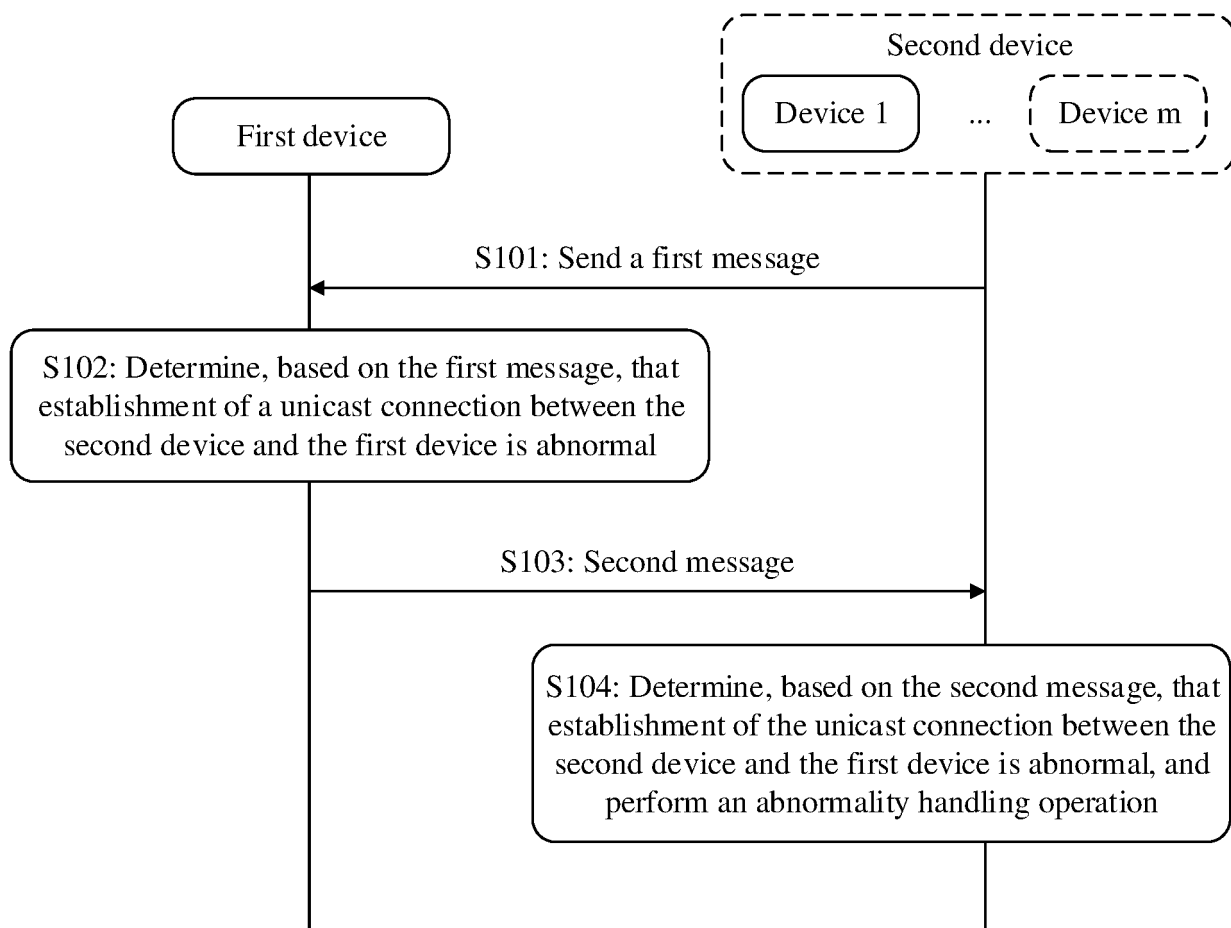 Second device
First device
Device 1
...
Device m
S101: Send a first message
S102: Determine, based on the first message, that
establishment of a unicast connection between the
second device and the first device is abnormal
S103: Second message
S104: Determine, based on the second message, that
establishment of the unicast connection between the
second device and the first device is abnormal, and
perform an abnormality handling operation